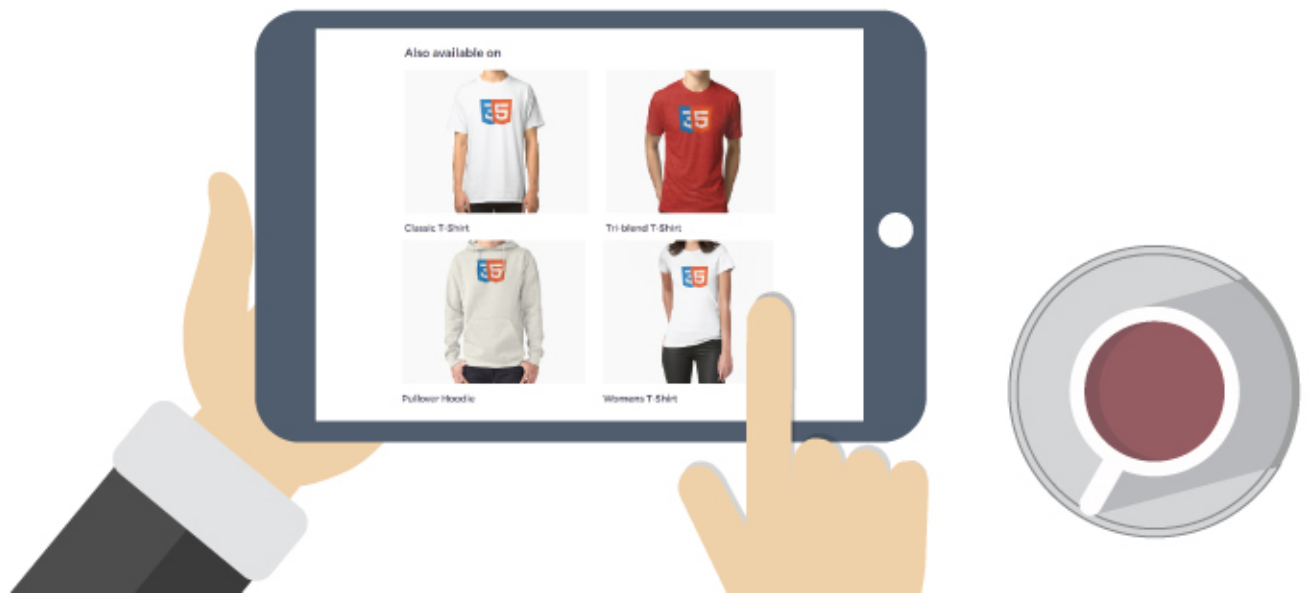 Also available on
Classic T-Shirt
Tri-blend T-Shirt
Pullover Hoodie
Womens T-Shirt